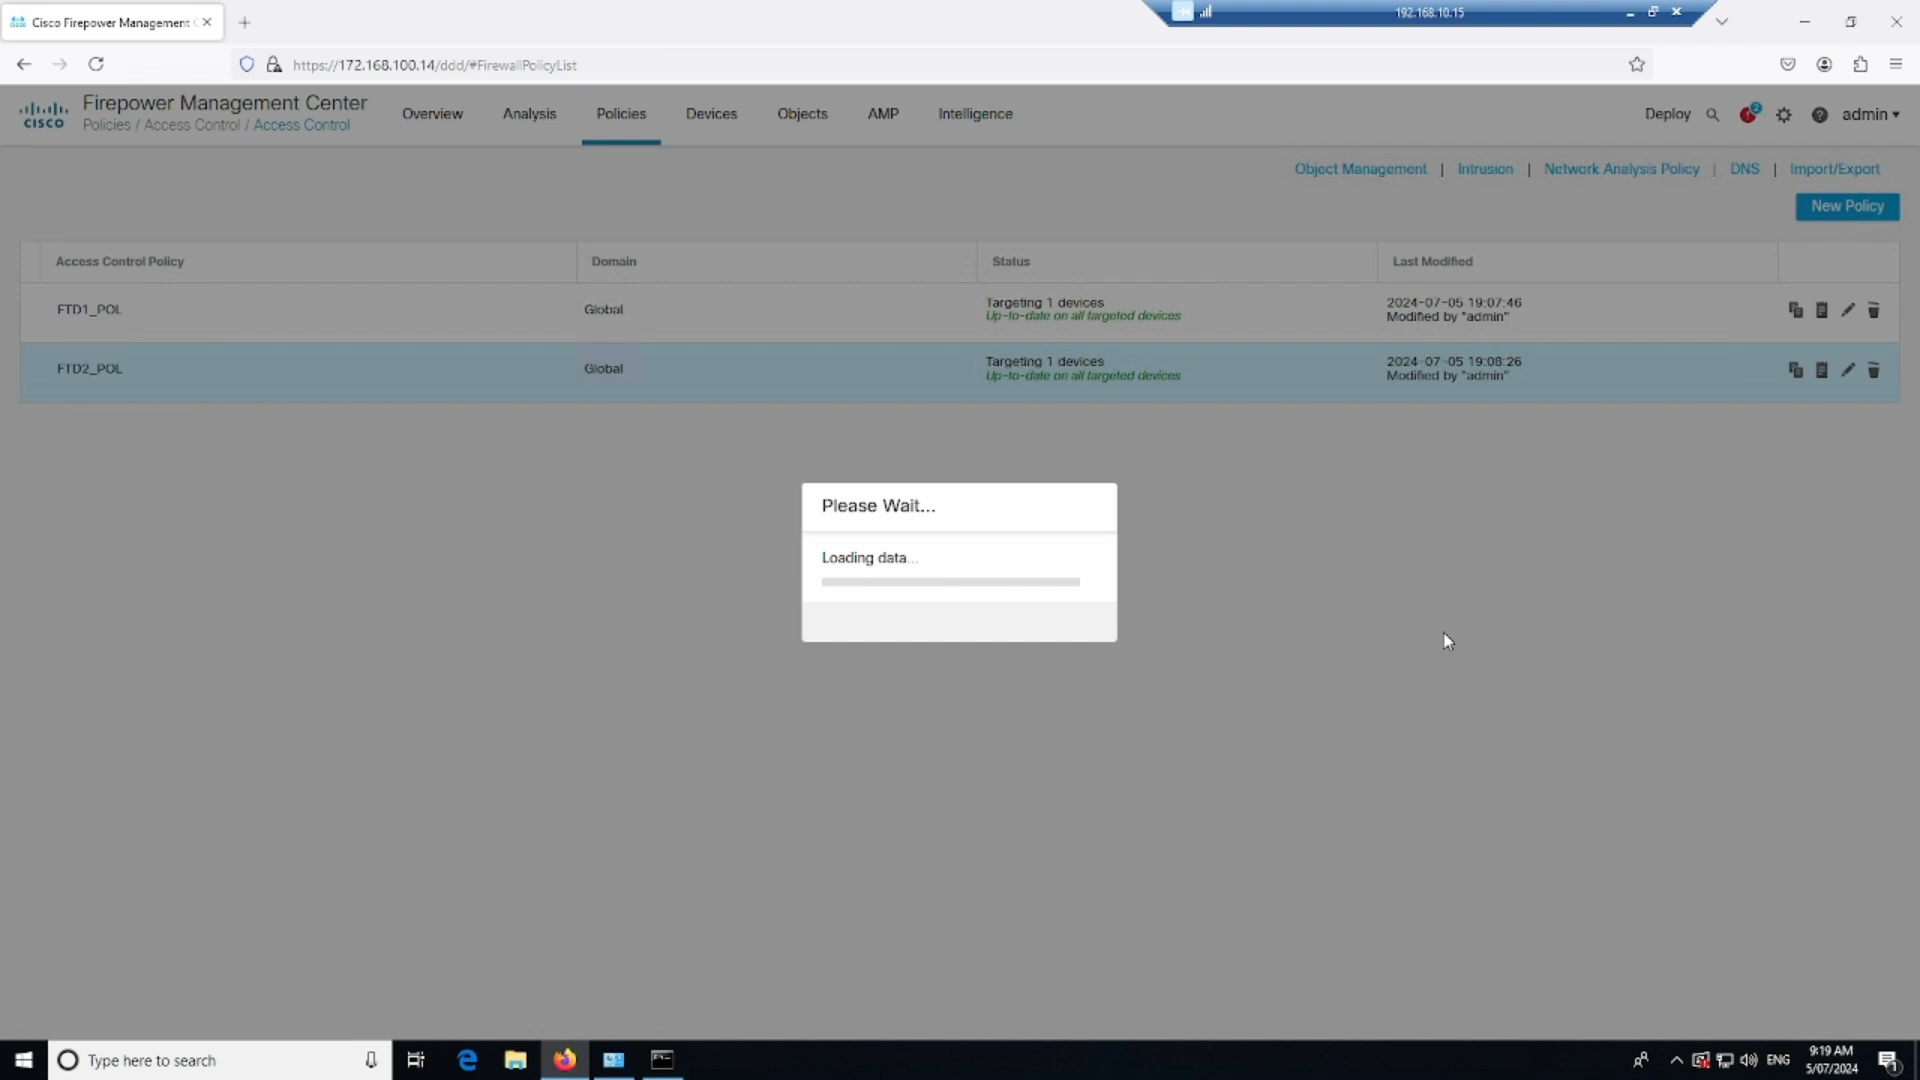 Cisco Firepower Management C
192.168.10.15
https://172.168.100.14/ddd/#FirewallPolicyList
CISCO
Firepower Management Center
Policies / Access Control / Access Control
Overview
Analysis
Policies
Devices
Objects
AMP
Intelligence
Deploy
2
admin
Object Management | Intrusion | Network Analysis Policy | DNS | Import/Export
New Policy
Access Control Policy
Domain
Status
Last Modified
FTD1_POL
Global
Targeting 1 devices
Up-to-date on all targeted devices
2024-07-05 19:07:46
Modified by "admin"
FTD2_POL
Global
Targeting 1 devices
Up-to-date on all targeted devices
2024-07-05 19:08:26
Modified by "admin"
Please Wait...
Loading data...
Type here to search
ENG
9:19 AM
5/07/2024
1